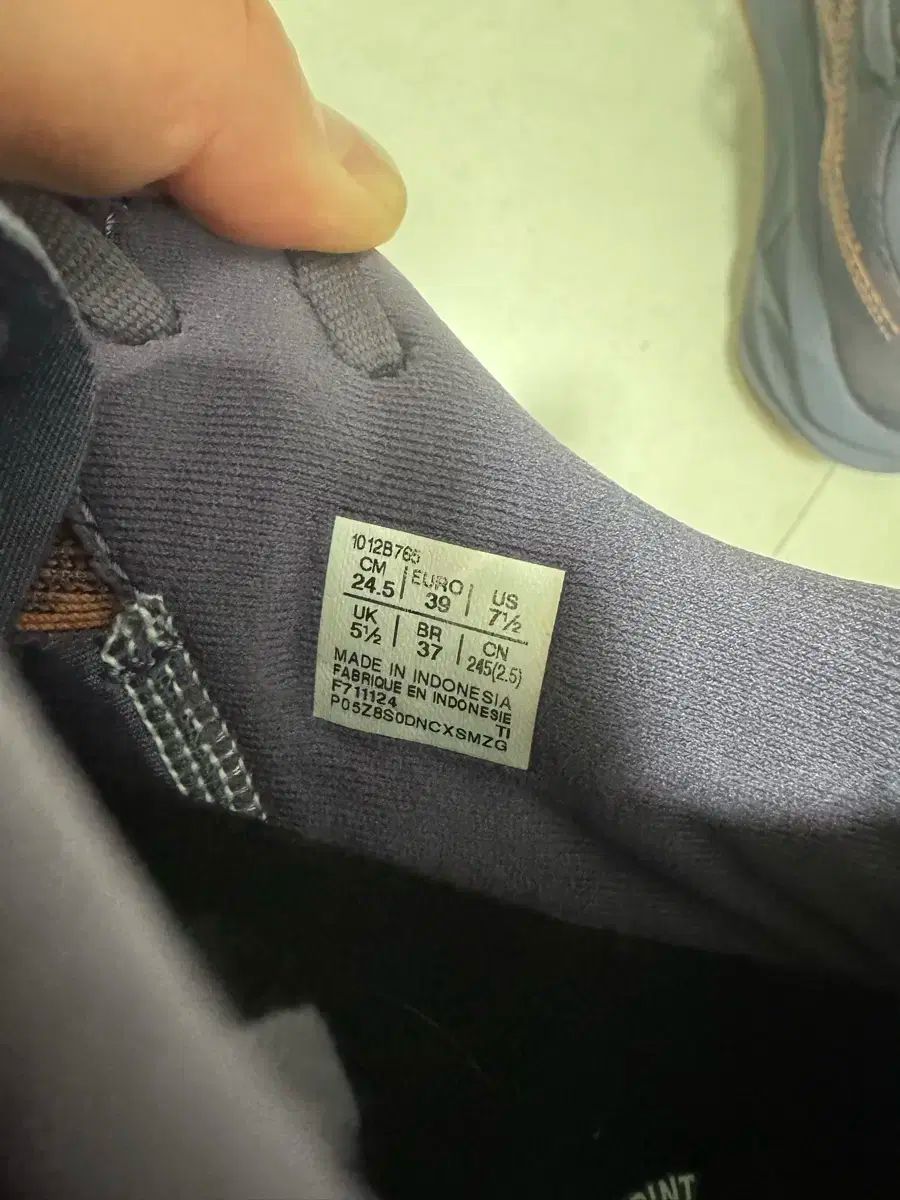 1012B765
CM EURO US
24.5 39 7½
UK BR CN
5½ 37 245(2.5)
MADE IN INDONESIA
FABRIQUE EN INDONESIE
F711124 TI
P05Z8S0DNCXSMZG